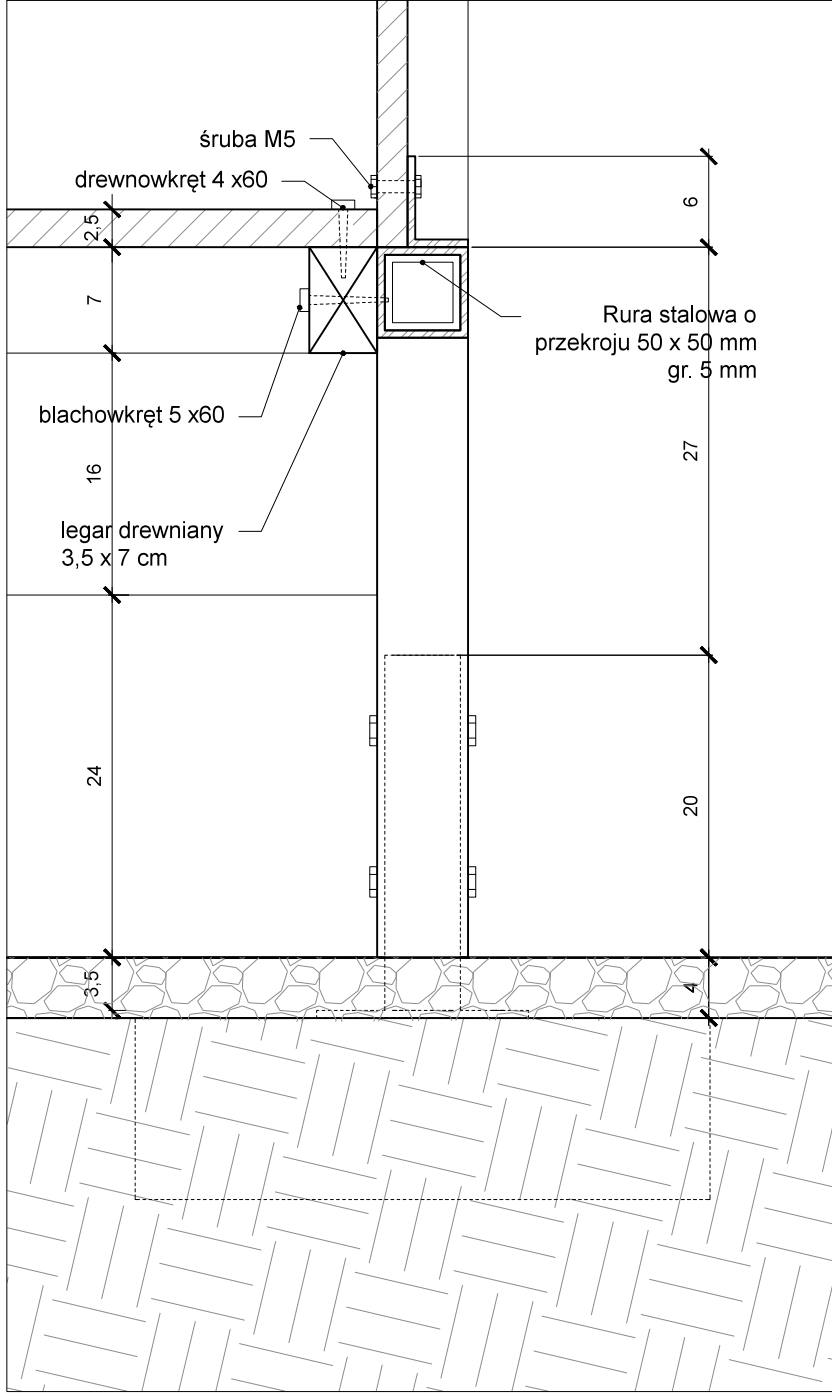 śruba M5
drewnowkręt 4 x60
6
2,5
7
Rura stalowa o
przekroju 50 x 50 mm
gr. 5 mm
blachowkręt 5 x60
27
16
legar drewniany
3,5 x 7 cm
24
20
3,5
4